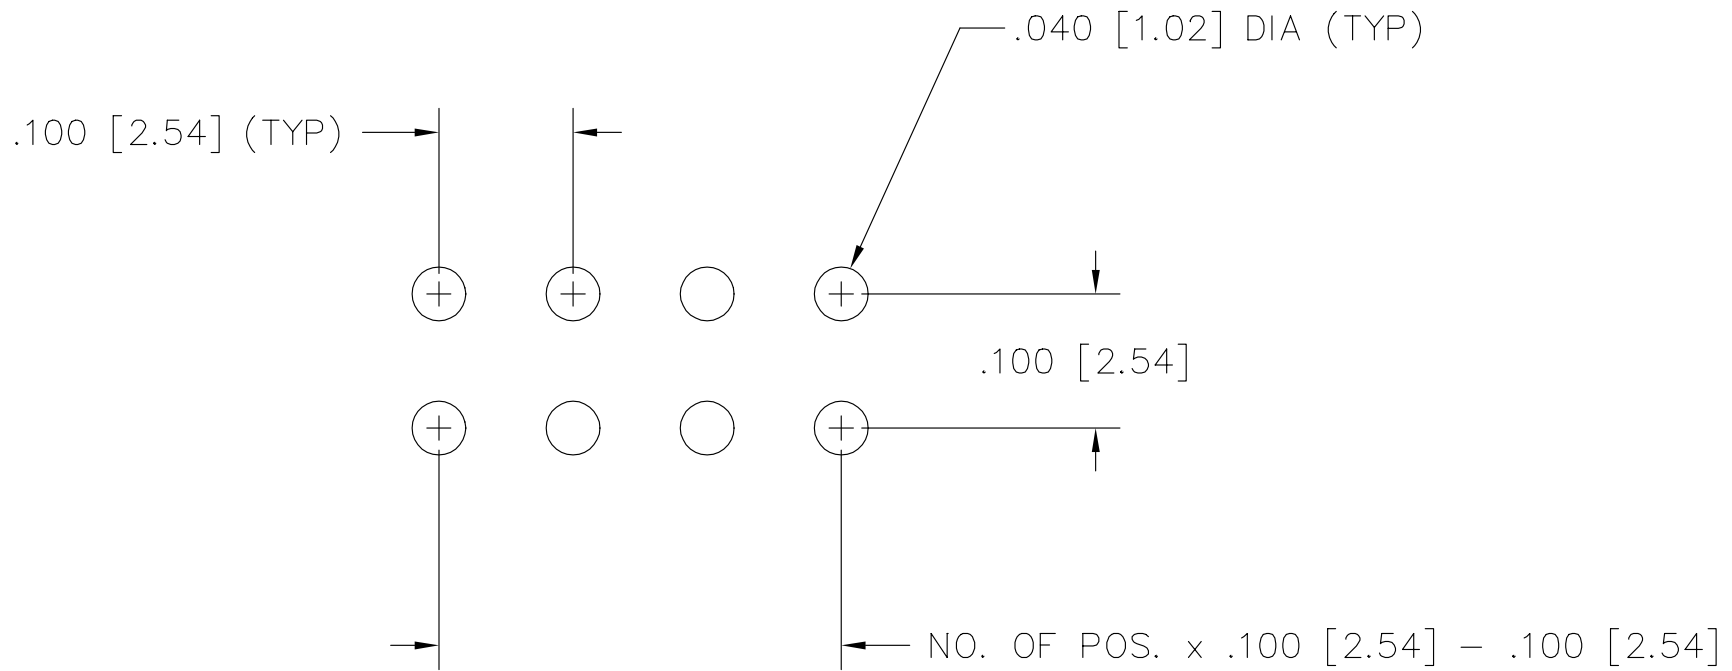 .040 [1.02] DIA (TYP)
.100 [2.54] (TYP)
.100 [2.54]
NO. OF POS. x .100 [2.54] – .100 [2.54]